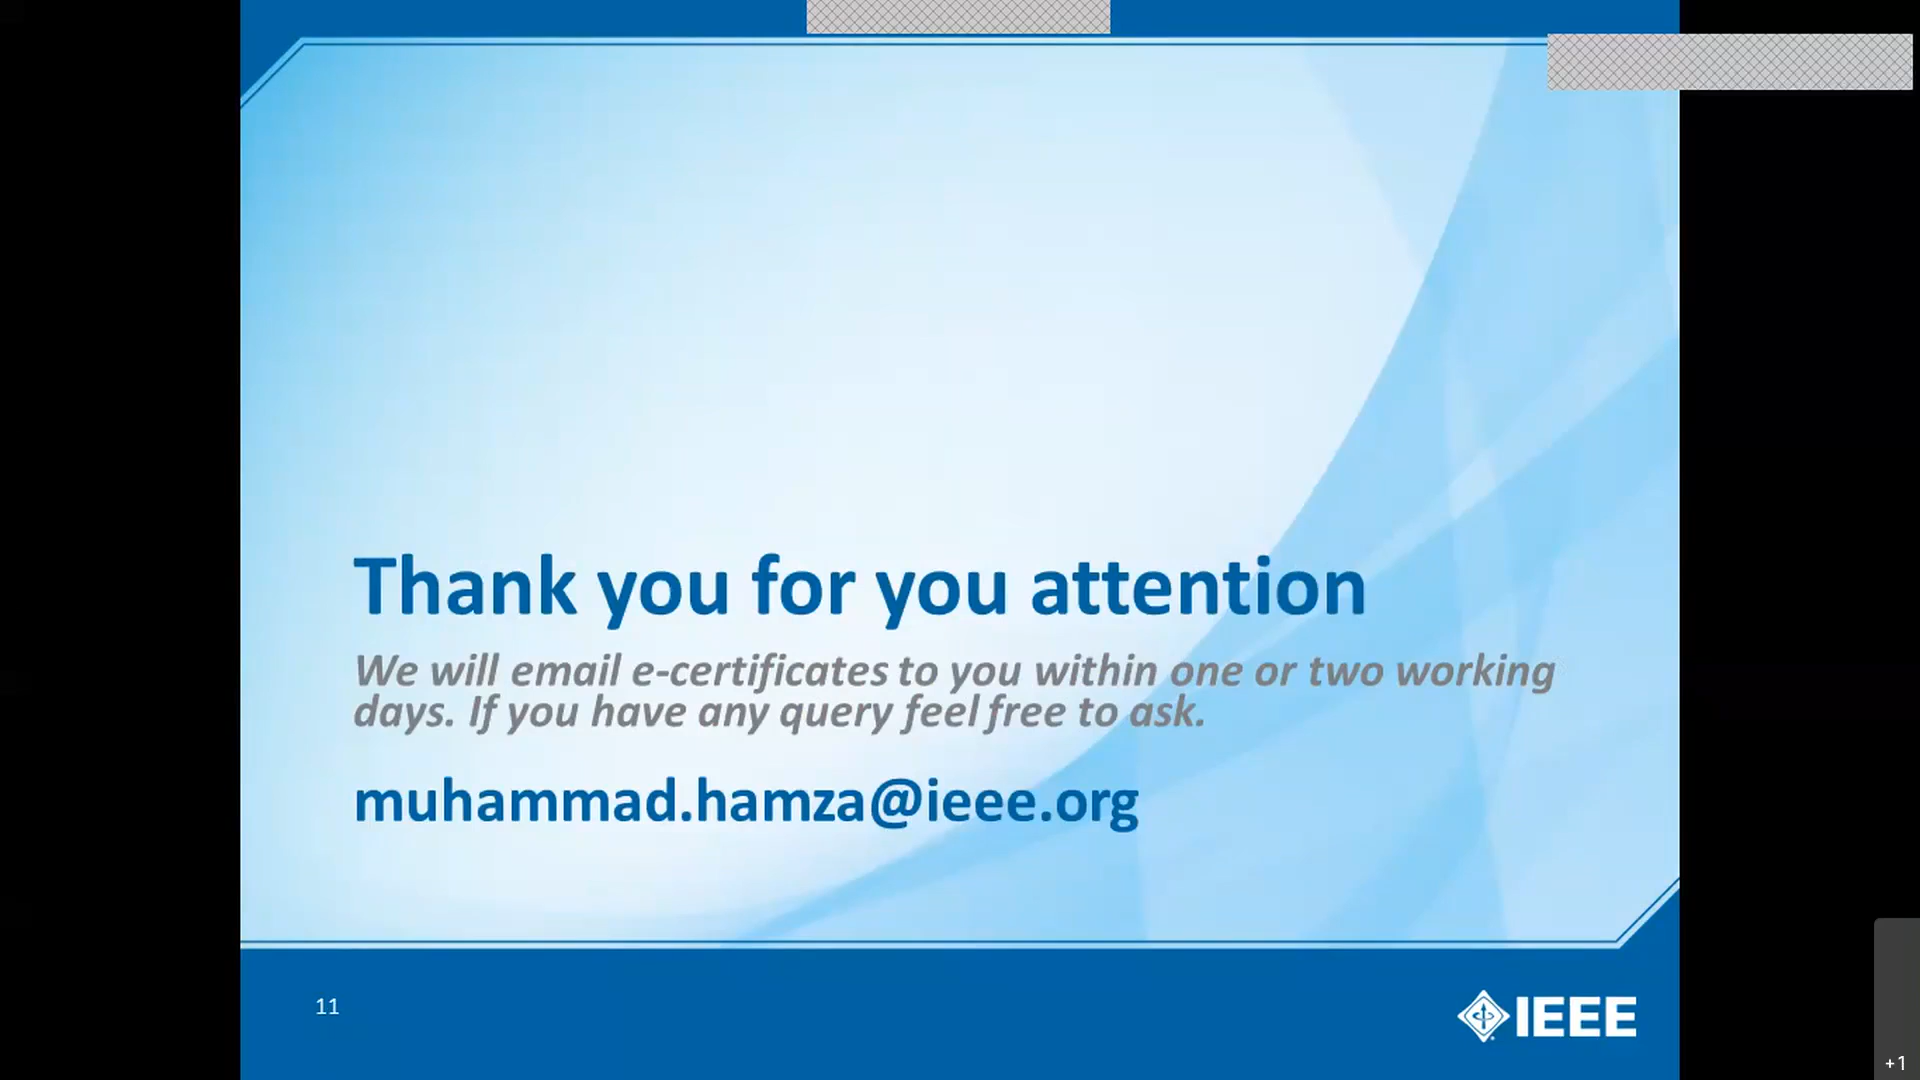 Thank you for you attention
We will email e-certificates to you within one or two working
days. If you have any query feel free to ask.
muhammad.hamza@ieee.org
11
IEEE
+1